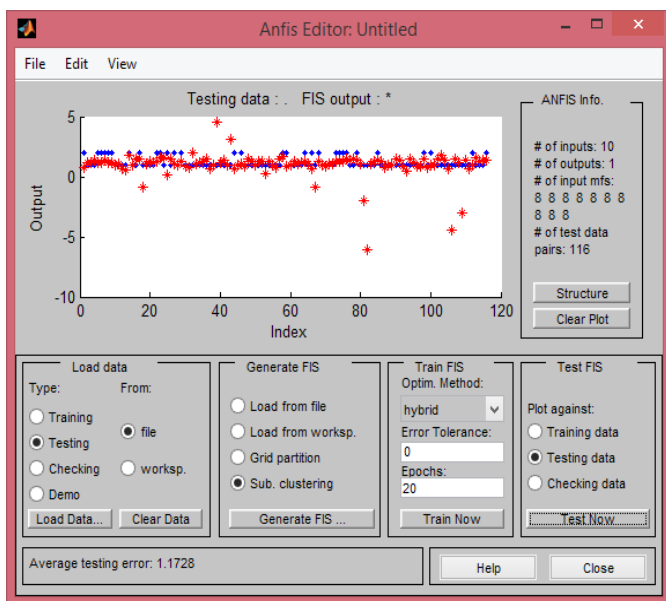 Anfis Editor: Untitled
File Edit View
Testing data : . FIS output : *
5
0
-5
-10
Output
0 20 40 60 80 100 120
Index
ANFIS Info.
# of inputs: 10
# of outputs: 1
# of input mfs:
8 8 8 8 8 8 8
8 8 8
# of test data
pairs: 116
Structure
Clear Plot
Load data
Type: From:
Training
Testing
Checking
Demo
file
worksp.
Load Data... Clear Data
Generate FIS
Load from file
Load from worksp.
Grid partition
Sub. clustering
Generate FIS ...
Train FIS
Optim. Method:
hybrid
Error Tolerance:
0
Epochs:
20
Train Now
Test FIS
Plot against:
Training data
Testing data
Checking data
Test Now
Average testing error: 1.1728
Help Close